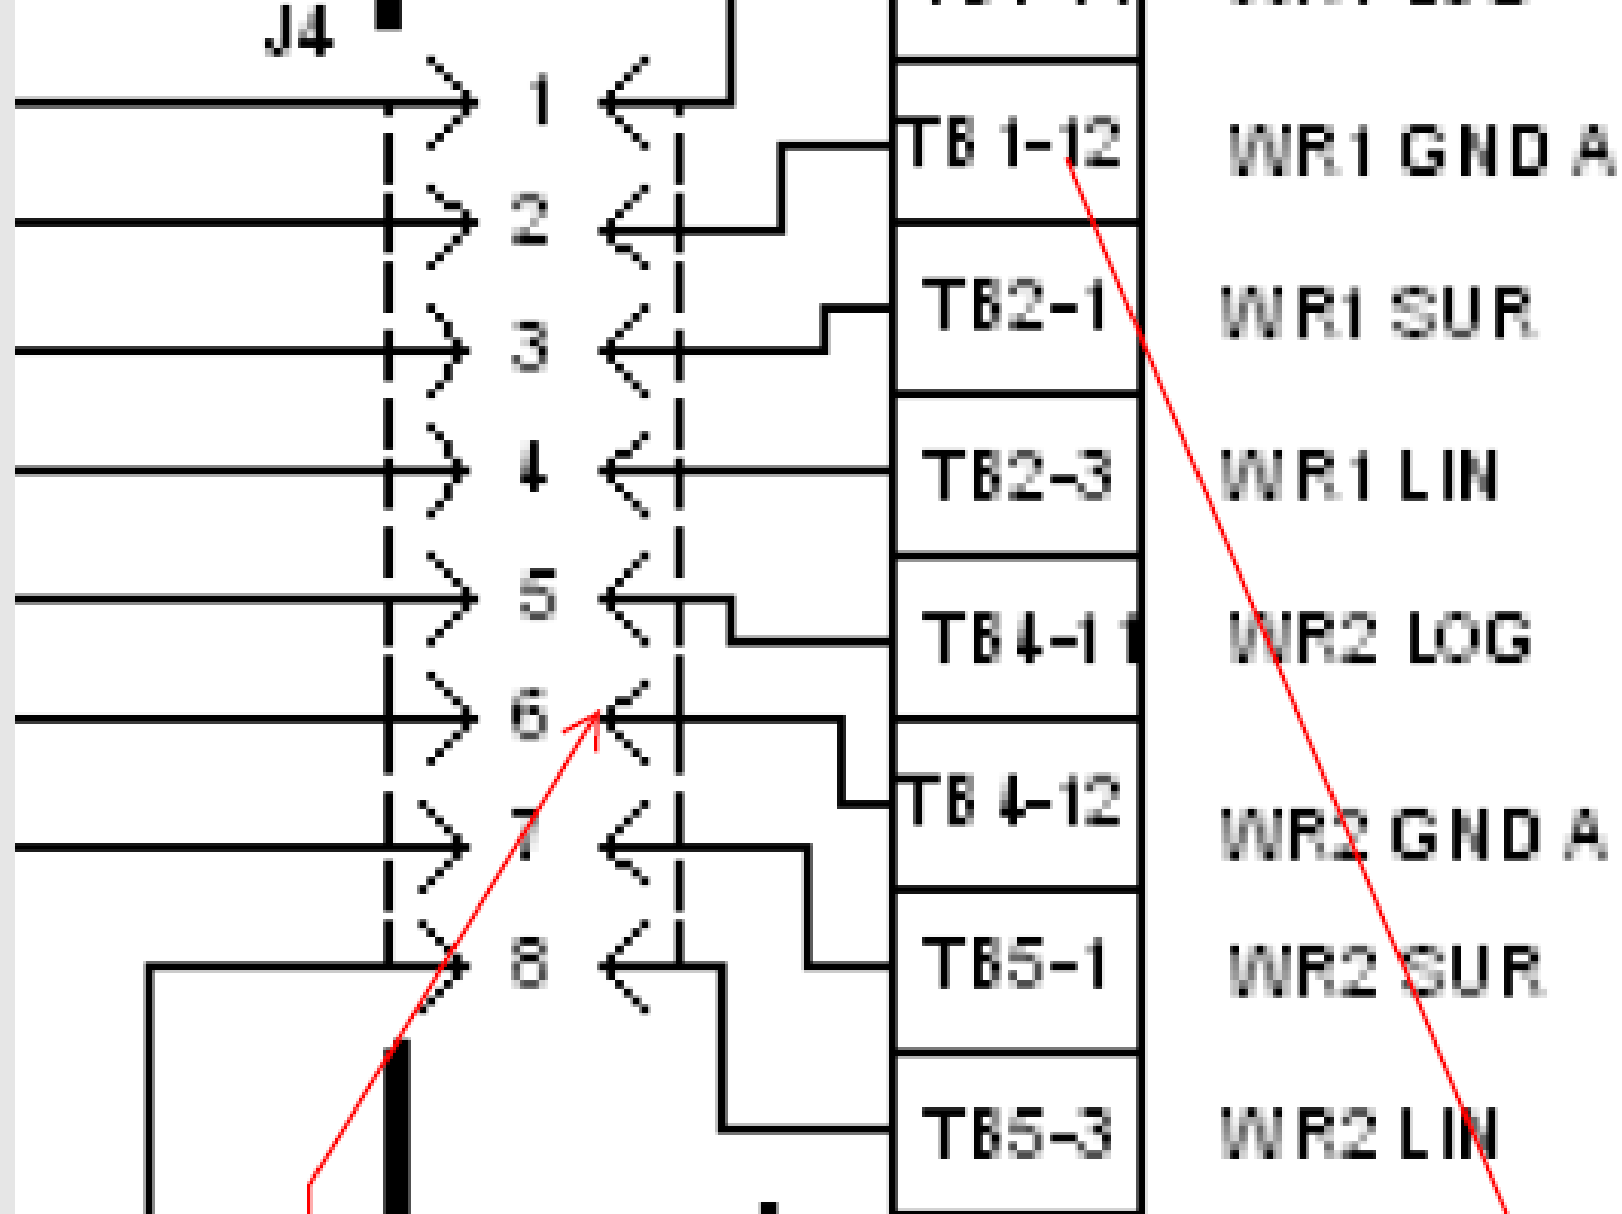 J4
1
TB 1-12 WR1 GND A
2
TB2-1 WR1 SUR
3
4 TB2-3 WR1 LIN
5 TB4-11 WR2 LOG
6
TB 4-12 WR2 GND A
7
8 TB5-1 WR2 SUR
TB5-3 WR2 LIN